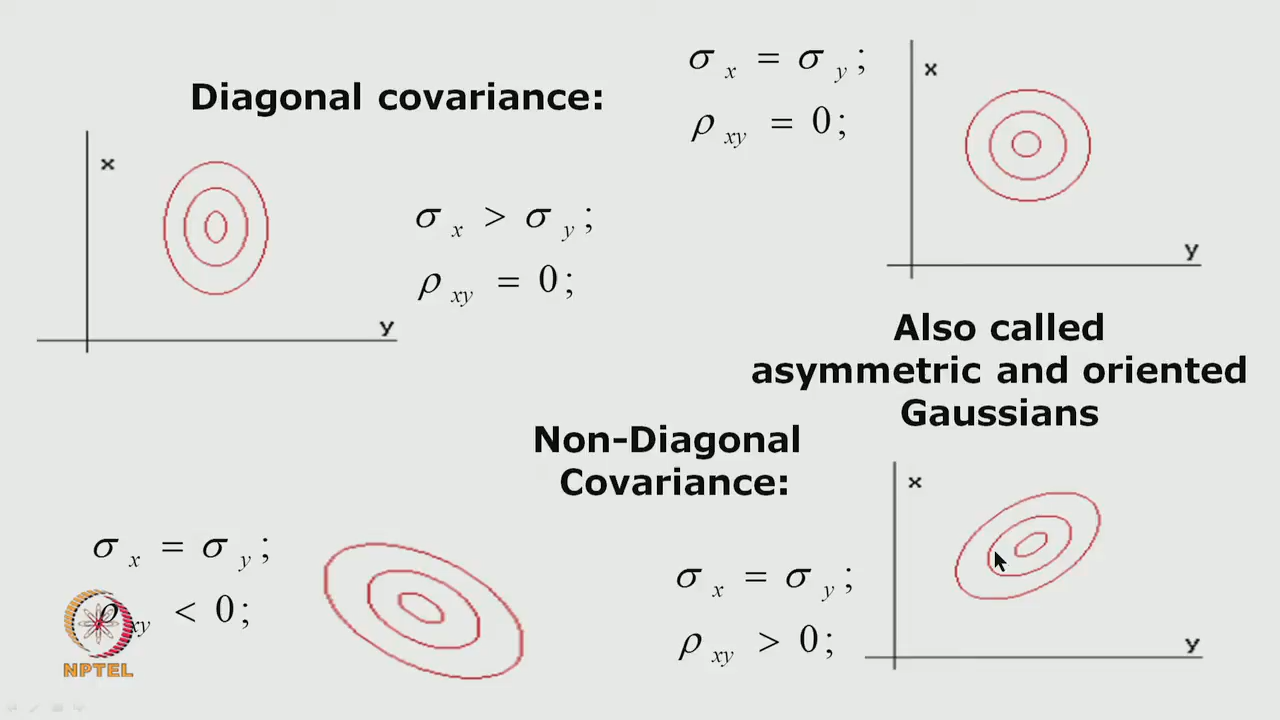 Diagonal covariance:
x
y
σ x > σ y ;
ρ xy = 0 ;
σ x = σ y ;
ρ xy = 0 ;
x
y
Also called
asymmetric and oriented
Gaussians
Non-Diagonal
Covariance:
σ x = σ y ;
ρ xy < 0 ;
σ x = σ y ;
ρ xy > 0 ;
x
y
NPTEL